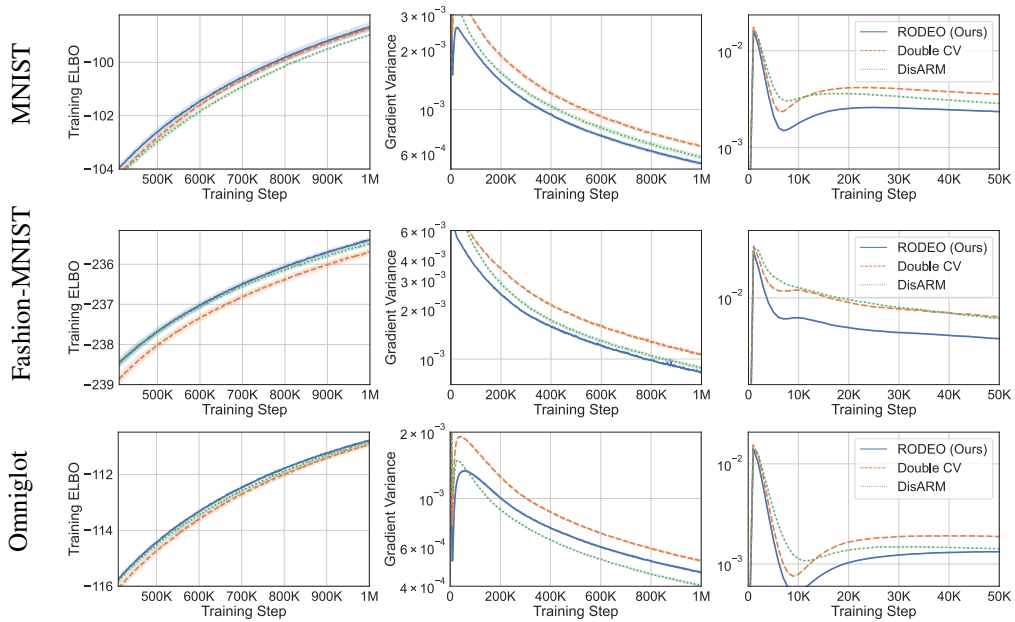 MNIST
Training ELBO
−100
−102
−104
500K 600K 700K 800K 900K 1M
Training Step
Gradient Variance
3 × 10⁻³
2 × 10⁻³
10⁻³
6 × 10⁻⁴
0 200K 400K 600K 800K 1M
Training Step
10⁻²
10⁻³
RODEO (Ours)
Double CV
DisARM
0 10K 20K 30K 40K 50K
Training Step
Fashion-MNIST
Training ELBO
−236
−237
−238
−239
500K 600K 700K 800K 900K 1M
Training Step
Gradient Variance
6 × 10⁻³
4 × 10⁻³
3 × 10⁻³
2 × 10⁻³
10⁻³
0 200K 400K 600K 800K 1M
Training Step
10⁻²
RODEO (Ours)
Double CV
DisARM
0 10K 20K 30K 40K 50K
Training Step
Omniglot
Training ELBO
−112
−114
−116
500K 600K 700K 800K 900K 1M
Training Step
Gradient Variance
2 × 10⁻³
10⁻³
6 × 10⁻⁴
4 × 10⁻⁴
0 200K 400K 600K 800K 1M
Training Step
10⁻²
10⁻³
RODEO (Ours)
Double CV
DisARM
0 10K 20K 30K 40K 50K
Training Step